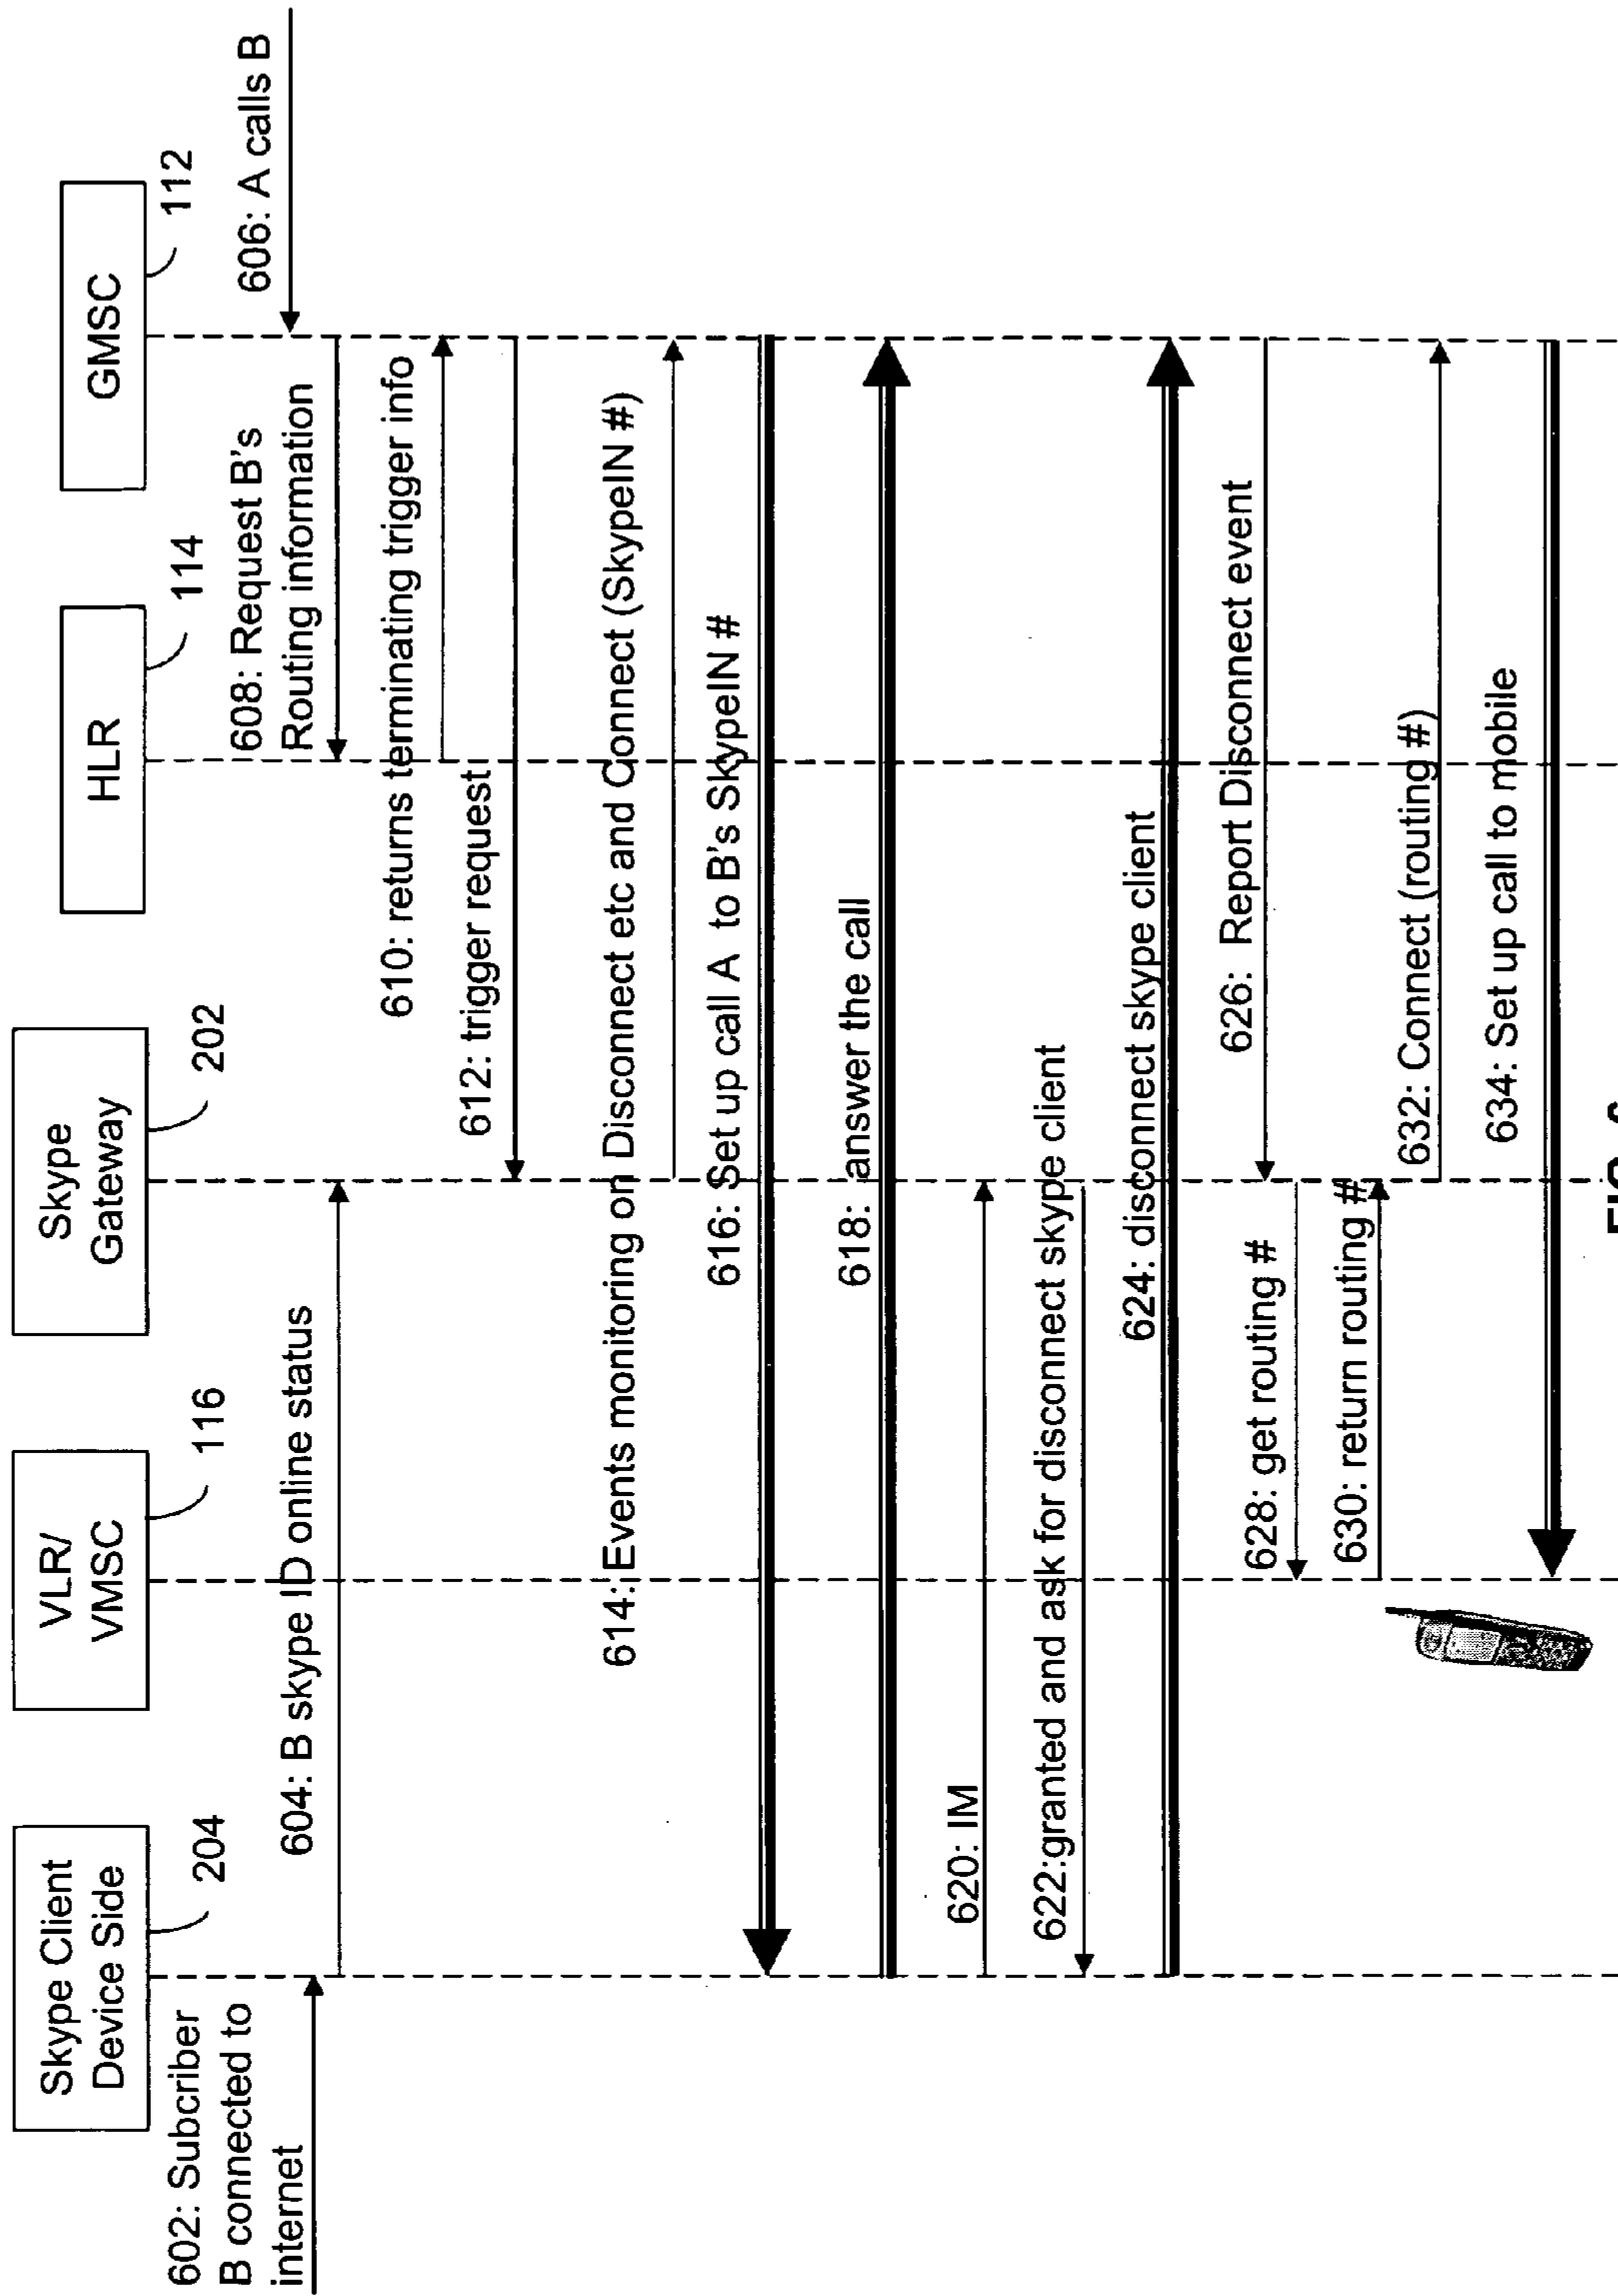 Skype Client
Device Side
204
VLR/
VMSC
116
Skype
Gateway
202
HLR
114
GMSC
112
602: Subcriber
B connected to
internet
604: B skype ID online status
606: A calls B
608: Request B's
Routing information
610: returns terminating trigger info
612: trigger request
614: Events monitoring on Disconnect etc and Connect (SkypeIN #)
616: Set up call A to B's SkypeIN #
618: answer the call
620: IM
622:granted and ask for disconnect skype client
624: disconnect skype client
626: Report Disconnect event
628: get routing #
630: return routing #
632: Connect (routing #)
634: Set up call to mobile